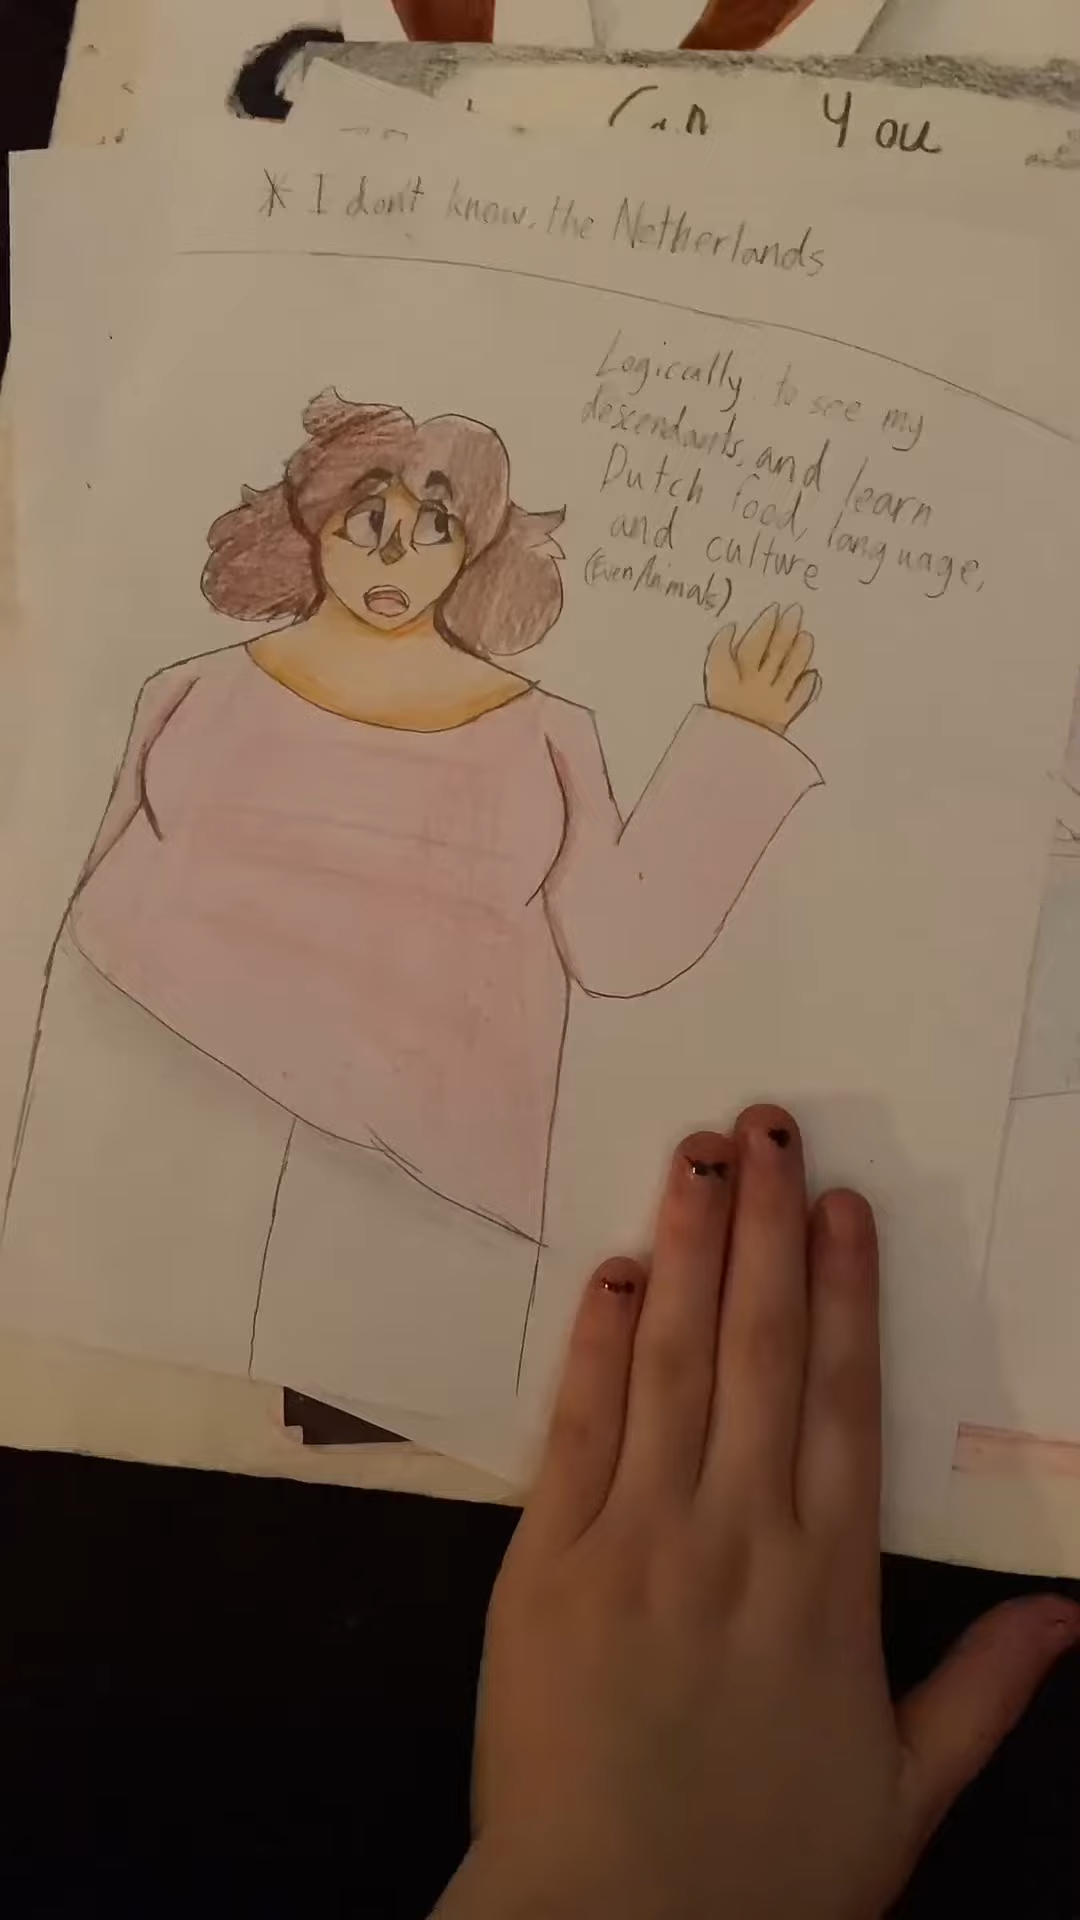 Can You
* I don't know, the Netherlands
Logically: to see my
descendants, and learn
Dutch food, language,
and culture
(Even Animals)